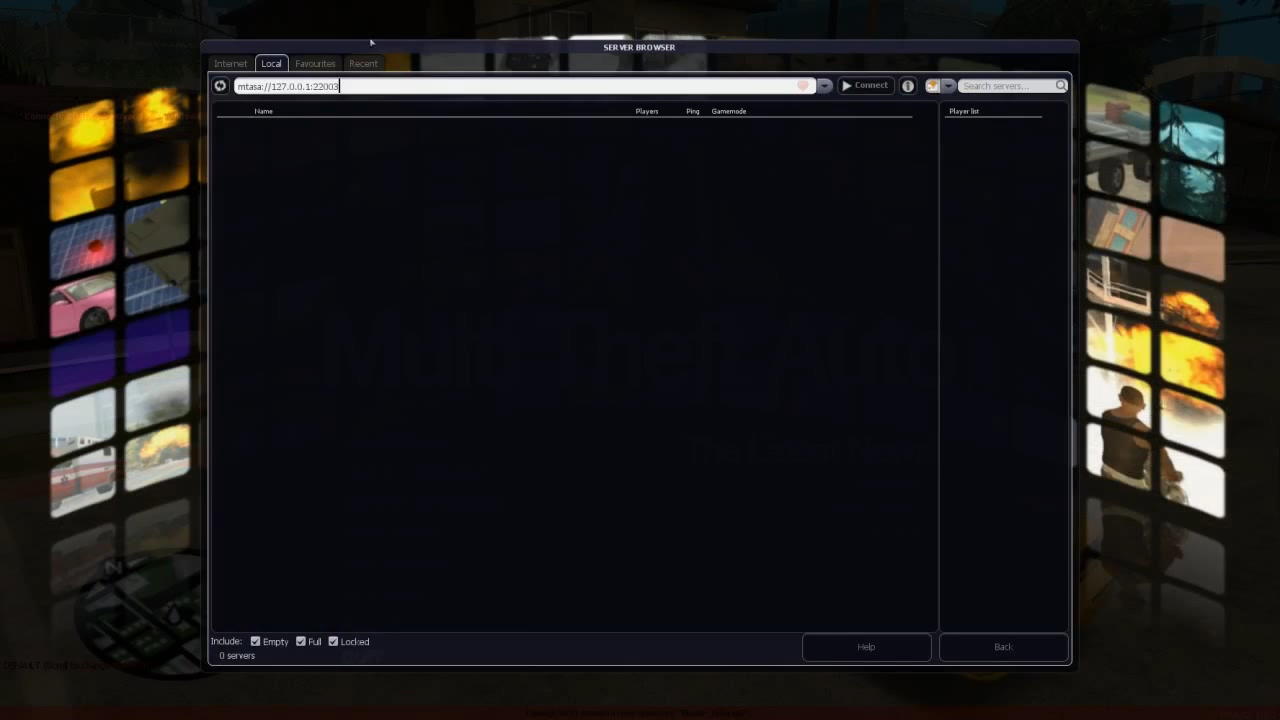 SERVER BROWSER
Internet Local Favourites Recent
mtasa://127.0.0.1:22003 Connect Search servers...
Name Players Ping Gamemode Player list
N
Include: Empty Full Locked
0 servers
Help Back